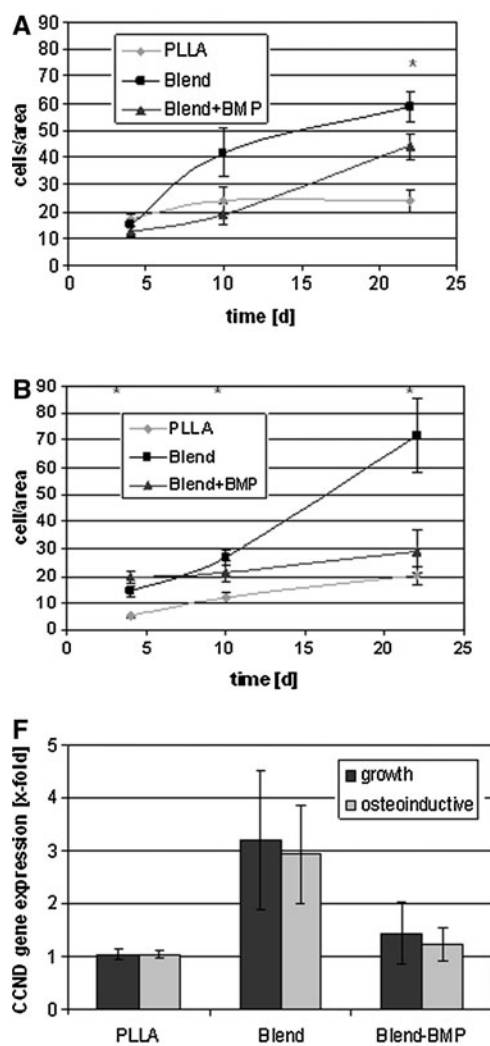 A
90
80
70
60
50
40
30
20
10
0
cells/area
PLLA
Blend
Blend+BMP
*
0 5 10 15 20 25
time [d]
B
90
80
70
60
50
40
30
20
10
0
cell/area
* * *
PLLA
Blend
Blend+BMP
0 5 10 15 20 25
time [d]
F
5
4
3
2
1
0
CCND gene expression [x-fold]
growth
osteoinductive
PLLA Blend Blend-BMP